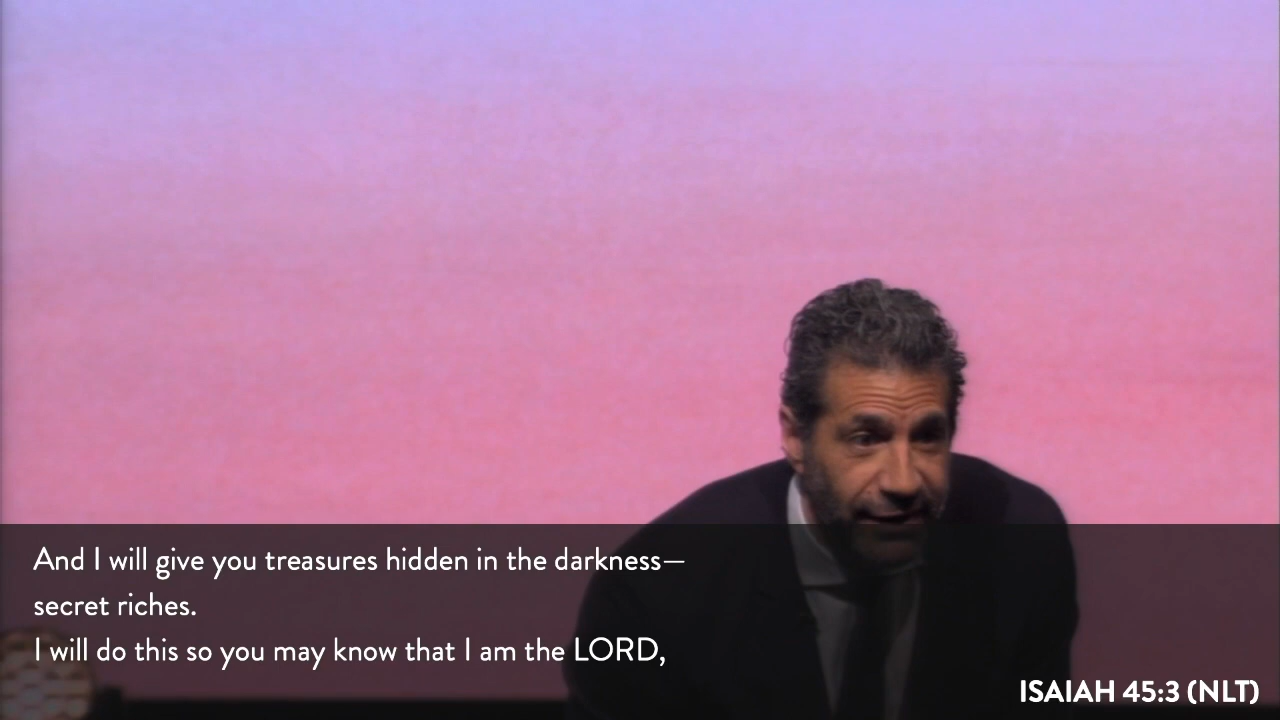 And I will give you treasures hidden in the darkness—
secret riches.
I will do this so you may know that I am the LORD,
ISAIAH 45:3 (NLT)